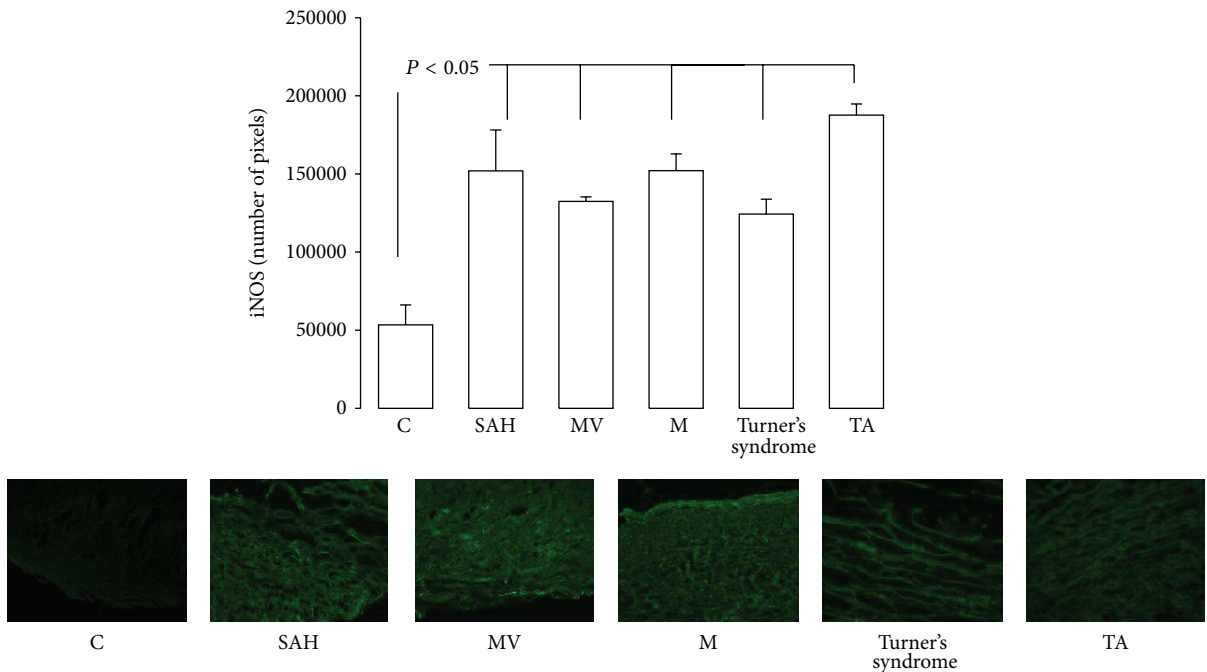 250000
200000
150000
100000
50000
0
iNOS (number of pixels)
P < 0.05
C
SAH
MV
M
Turner's
syndrome
TA
C
SAH
MV
M
Turner's
syndrome
TA